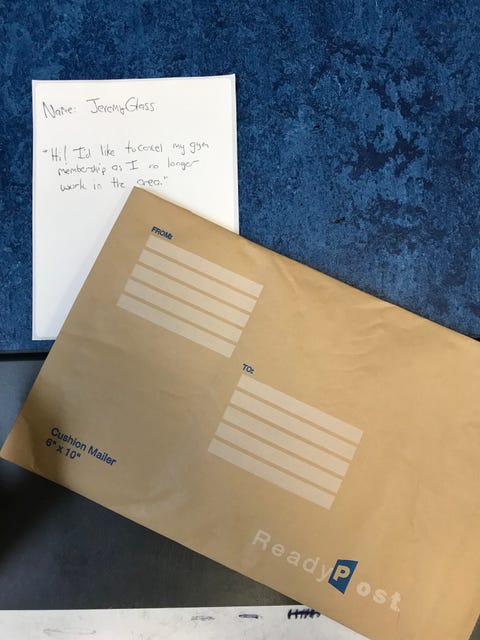 Name: Jeremy Glass
"Hi! I'd like to cancel my gym
membership as I no longer
work in the area."
FROM:
TO:
Cushion Mailer
6" x 10"
ReadyPost